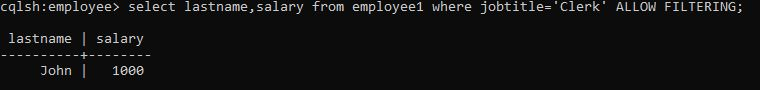 cqlsh:employee> select lastname,salary from employee1 where jobtitle='Clerk' ALLOW FILTERING;
 lastname | salary
----------+--------
     John |   1000